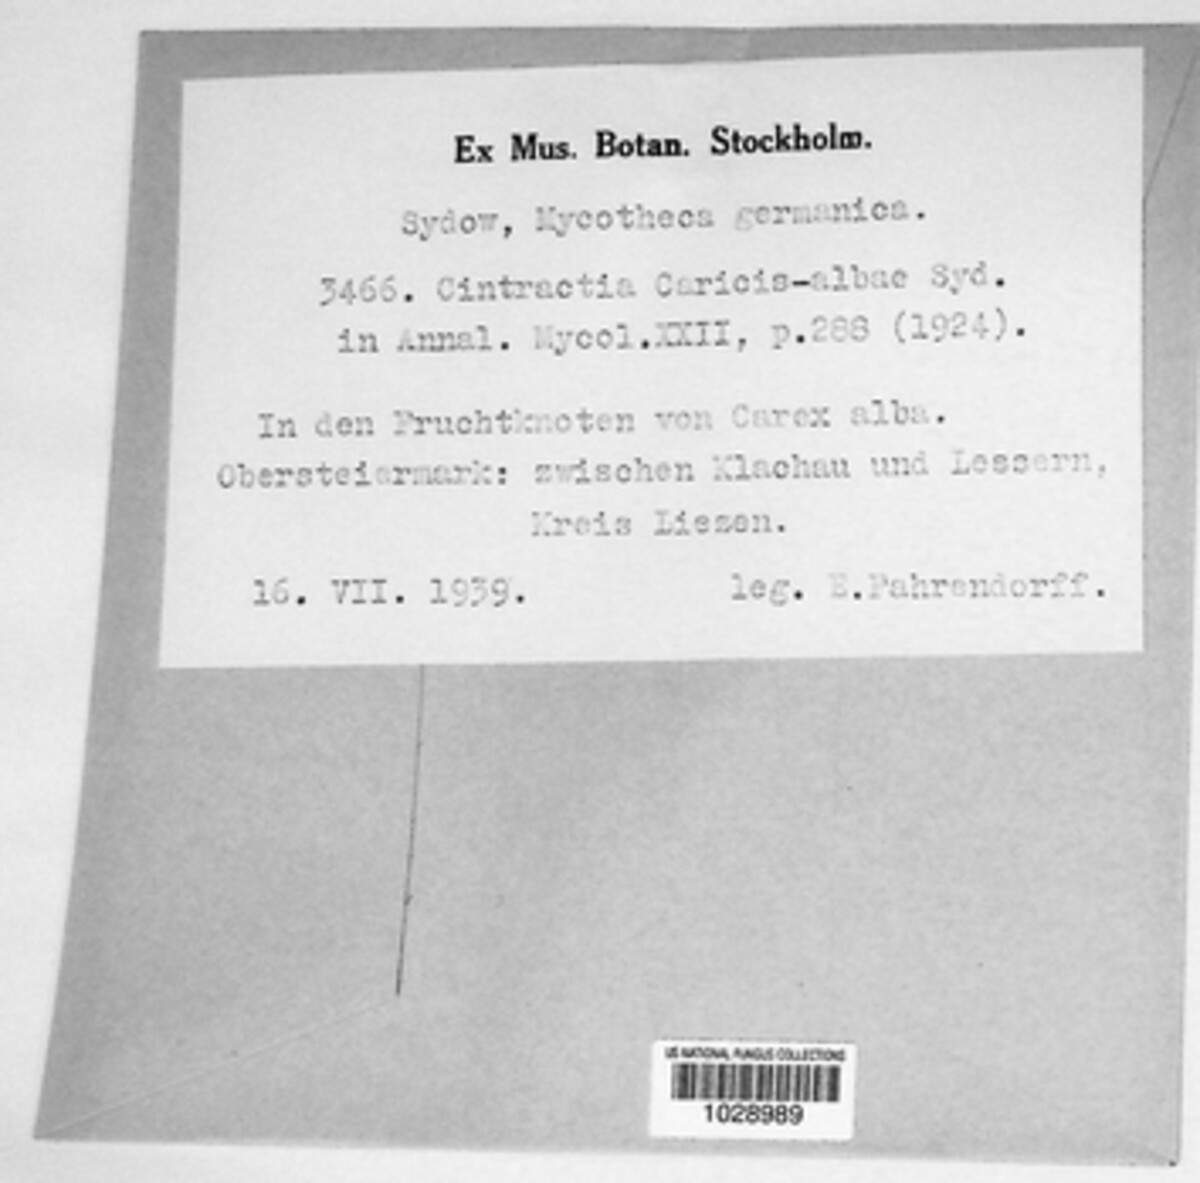 Ex Mus. Botan. Stockholm.
Sydow, Mycotheca germanica.
3466. Cintractia Caricis-albae Syd.
in Annal. Mycol.XXII, p.288 (1924).
In den Fruchtknoten von Carex alba.
Obersteiermark: zwischen Klachau und Lessern,
Kreis Liezen.
16. VII. 1939. leg. E.Pahrendorff.
US NATIONAL FUNGUS COLLECTIONS
1028989